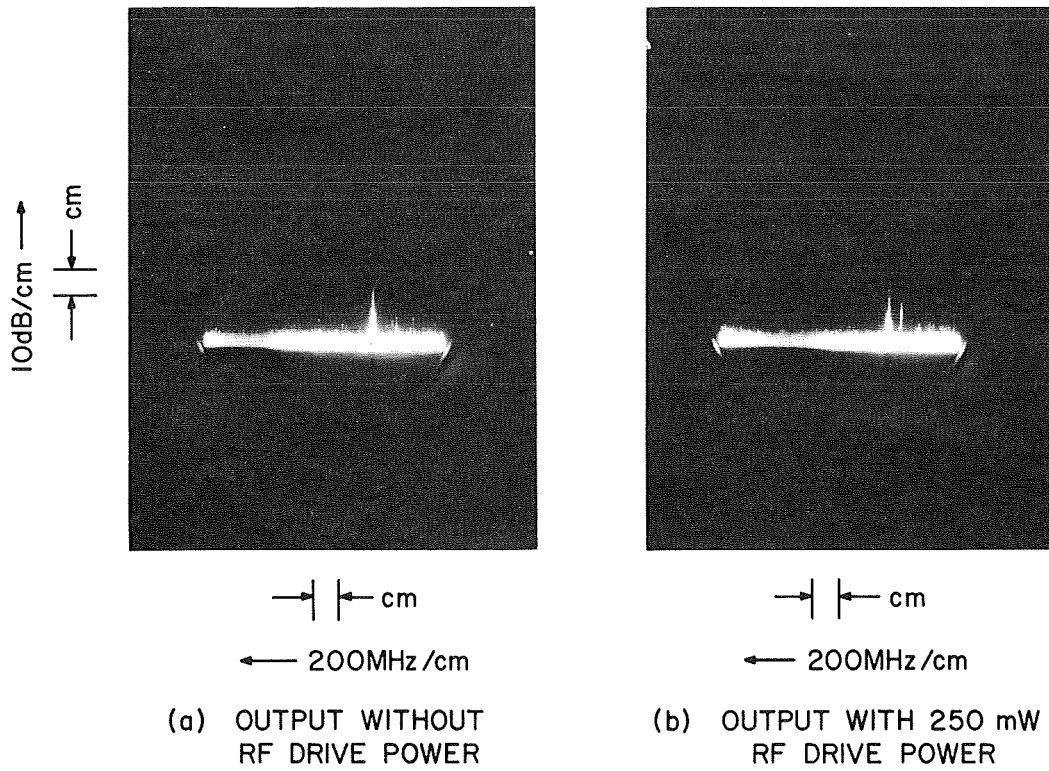 10dB/cm
cm
cm
200MHz/cm
(a) OUTPUT WITHOUT
RF DRIVE POWER
cm
200MHz/cm
(b) OUTPUT WITH 250 mW
RF DRIVE POWER